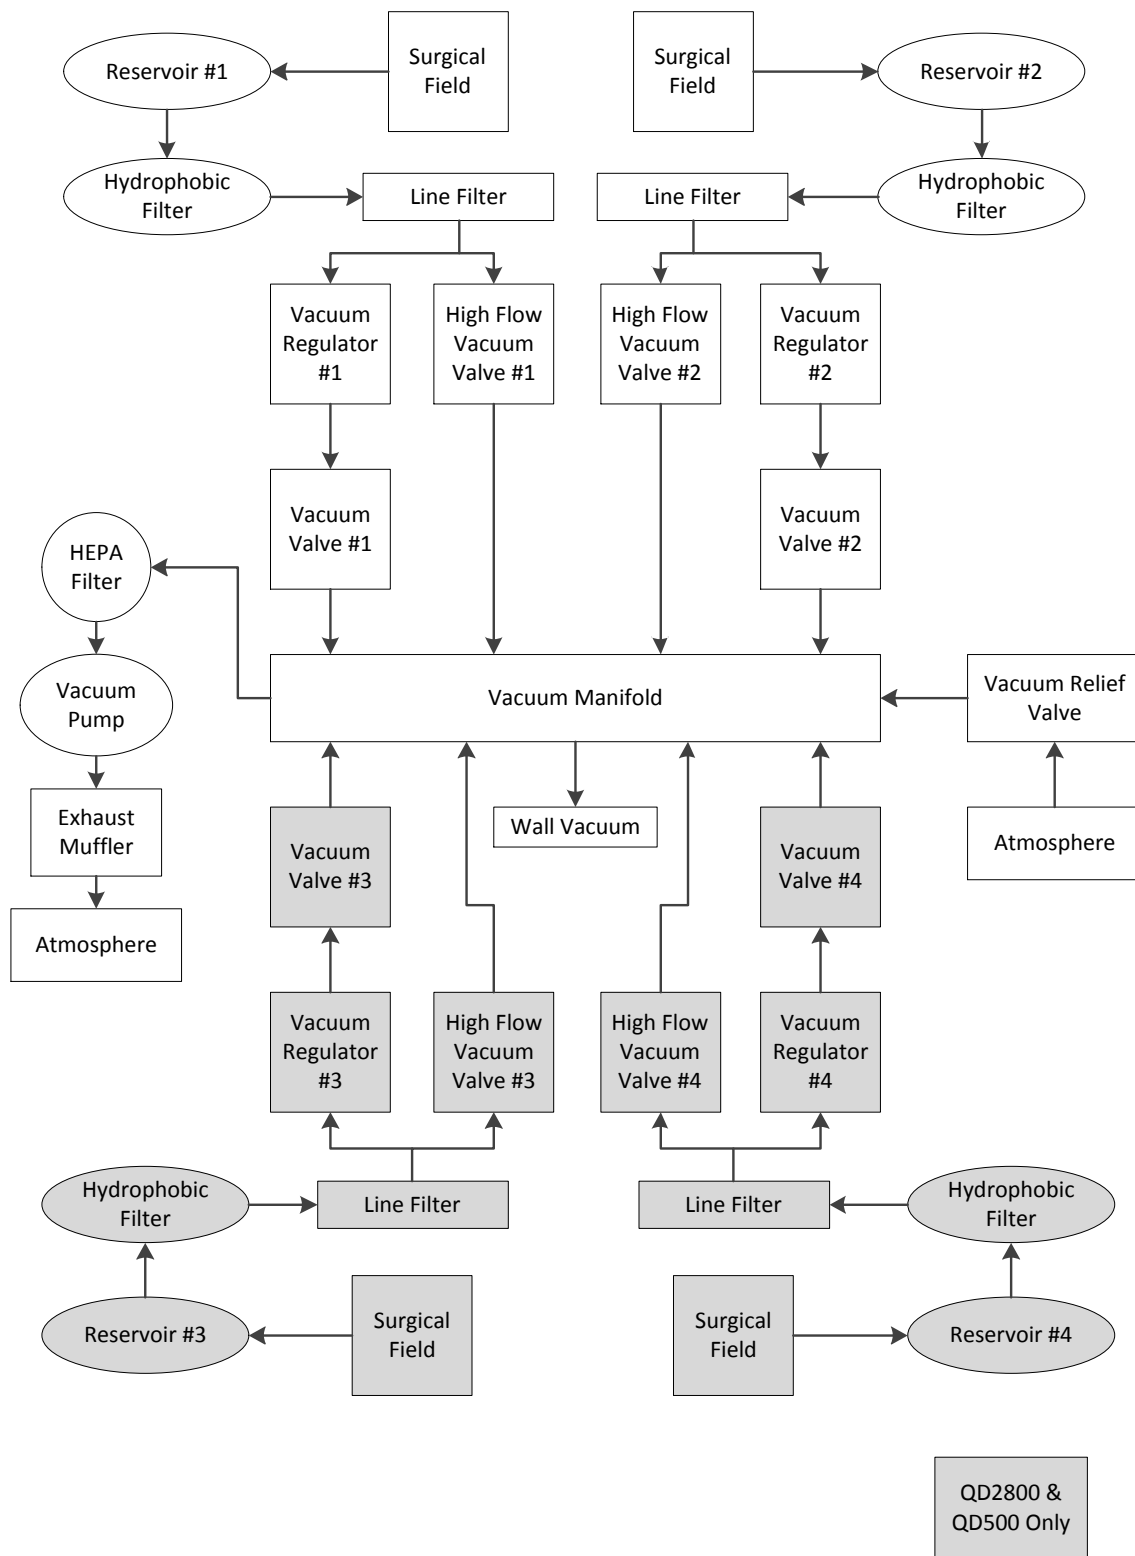 Reservoir #1
Surgical
Field
Surgical
Field
Reservoir #2
Hydrophobic
Filter
Line Filter
Line Filter
Hydrophobic
Filter
Vacuum
Regulator
#1
High Flow
Vacuum
Valve #1
High Flow
Vacuum
Valve #2
Vacuum
Regulator
#2
Vacuum
Valve #1
Vacuum
Valve #2
HEPA
Filter
Vacuum
Pump
Vacuum Manifold
Vacuum Relief
Valve
Exhaust
Muffler
Vacuum
Valve #3
Wall Vacuum
Vacuum
Valve #4
Atmosphere
Atmosphere
Vacuum
Regulator
#3
High Flow
Vacuum
Valve #3
High Flow
Vacuum
Valve #4
Vacuum
Regulator
#4
Hydrophobic
Filter
Line Filter
Line Filter
Hydrophobic
Filter
Reservoir #3
Surgical
Field
Surgical
Field
Reservoir #4
QD2800 &
QD500 Only